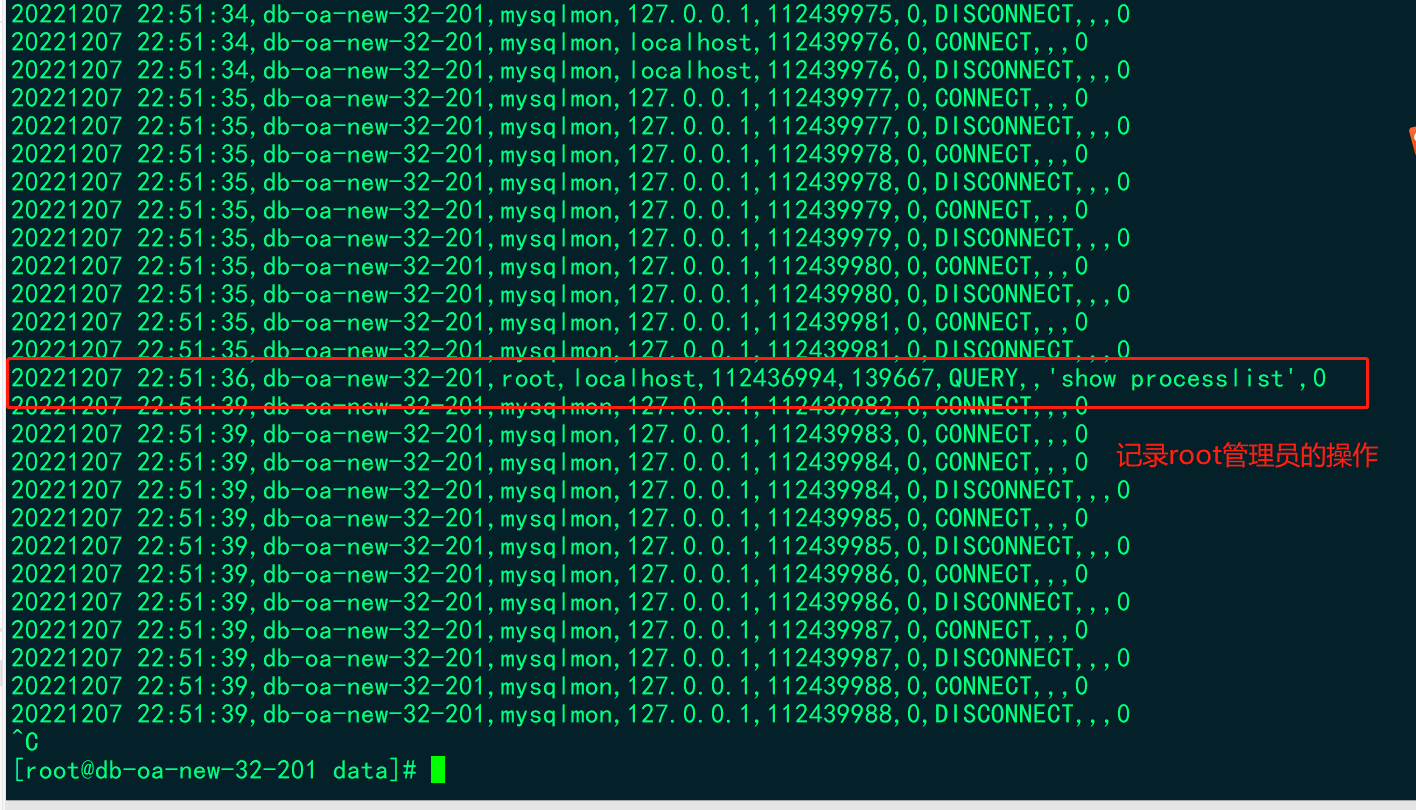 20221207 22:51:34,db-oa-new-32-201,mysqlmon,127.0.0.1,112439975,0,DISCONNECT,,,0
20221207 22:51:34,db-oa-new-32-201,mysqlmon,localhost,112439976,0,CONNECT,,,0
20221207 22:51:34,db-oa-new-32-201,mysqlmon,localhost,112439976,0,DISCONNECT,,,0
20221207 22:51:35,db-oa-new-32-201,mysqlmon,127.0.0.1,112439977,0,CONNECT,,,0
20221207 22:51:35,db-oa-new-32-201,mysqlmon,127.0.0.1,112439977,0,DISCONNECT,,,0
20221207 22:51:35,db-oa-new-32-201,mysqlmon,127.0.0.1,112439978,0,CONNECT,,,0
20221207 22:51:35,db-oa-new-32-201,mysqlmon,127.0.0.1,112439978,0,DISCONNECT,,,0
20221207 22:51:35,db-oa-new-32-201,mysqlmon,127.0.0.1,112439979,0,CONNECT,,,0
20221207 22:51:35,db-oa-new-32-201,mysqlmon,127.0.0.1,112439979,0,DISCONNECT,,,0
20221207 22:51:35,db-oa-new-32-201,mysqlmon,127.0.0.1,112439980,0,CONNECT,,,0
20221207 22:51:35,db-oa-new-32-201,mysqlmon,127.0.0.1,112439980,0,DISCONNECT,,,0
20221207 22:51:35,db-oa-new-32-201,mysqlmon,127.0.0.1,112439981,0,CONNECT,,,0
20221207 22:51:35,db-oa-new-32-201,mysqlmon,127.0.0.1,112439981,0,DISCONNECT,,,0
20221207 22:51:36,db-oa-new-32-201,root,localhost,112436994,139667,QUERY,,'show processlist',0
20221207 22:51:39,db-oa-new-32-201,mysqlmon,127.0.0.1,112439982,0,CONNECT,,,0
20221207 22:51:39,db-oa-new-32-201,mysqlmon,127.0.0.1,112439983,0,CONNECT,,,0
20221207 22:51:39,db-oa-new-32-201,mysqlmon,127.0.0.1,112439984,0,CONNECT,,,0
记录root管理员的操作
20221207 22:51:39,db-oa-new-32-201,mysqlmon,127.0.0.1,112439984,0,DISCONNECT,,,0
20221207 22:51:39,db-oa-new-32-201,mysqlmon,127.0.0.1,112439985,0,CONNECT,,,0
20221207 22:51:39,db-oa-new-32-201,mysqlmon,127.0.0.1,112439985,0,DISCONNECT,,,0
20221207 22:51:39,db-oa-new-32-201,mysqlmon,127.0.0.1,112439986,0,CONNECT,,,0
20221207 22:51:39,db-oa-new-32-201,mysqlmon,127.0.0.1,112439986,0,DISCONNECT,,,0
20221207 22:51:39,db-oa-new-32-201,mysqlmon,127.0.0.1,112439987,0,CONNECT,,,0
20221207 22:51:39,db-oa-new-32-201,mysqlmon,127.0.0.1,112439987,0,DISCONNECT,,,0
20221207 22:51:39,db-oa-new-32-201,mysqlmon,127.0.0.1,112439988,0,CONNECT,,,0
20221207 22:51:39,db-oa-new-32-201,mysqlmon,127.0.0.1,112439988,0,DISCONNECT,,,0
^C
[root@db-oa-new-32-201 data]#